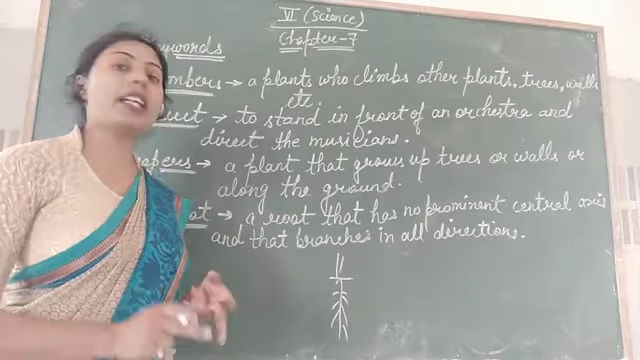 VI (Science)
Chapter-7
words
mbers → a plants who climbs other plants, trees, walls
etc.
uct → to stand in front of an orchestra and
direct the musicians.
epers → a plant that grows up trees or walls or
along the ground.
ot → a root that has no prominent central axis
and that branches in all directions.